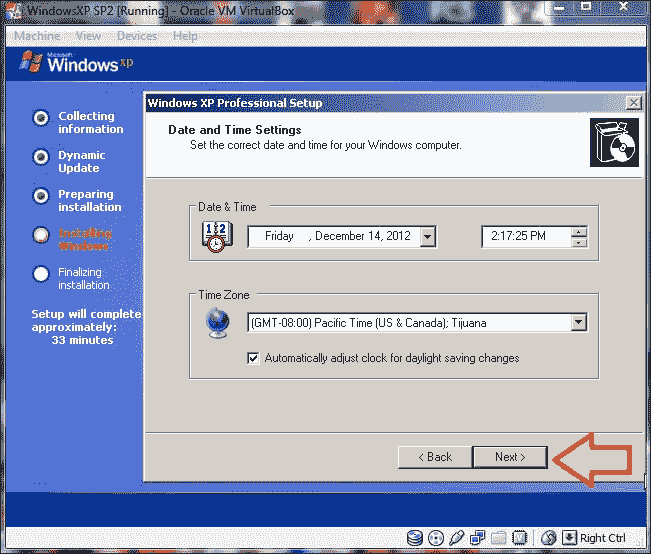 WindowsXP SP2 [Running] - Oracle VM VirtualBox
Machine View Devices Help
Microsoft
Windows xp
Collecting
information
Dynamic
Update
Preparing
installation
Installing
Windows
Finalizing
installation
Setup will complete
approximately:
33 minutes
Windows XP Professional Setup
Date and Time Settings
Set the correct date and time for your Windows computer.
Date & Time
1 2
Friday , December 14, 2012
2:17:25 PM
Time Zone
(GMT-08:00) Pacific Time (US & Canada); Tijuana
Automatically adjust clock for daylight saving changes
< Back
Next >
Right Ctrl